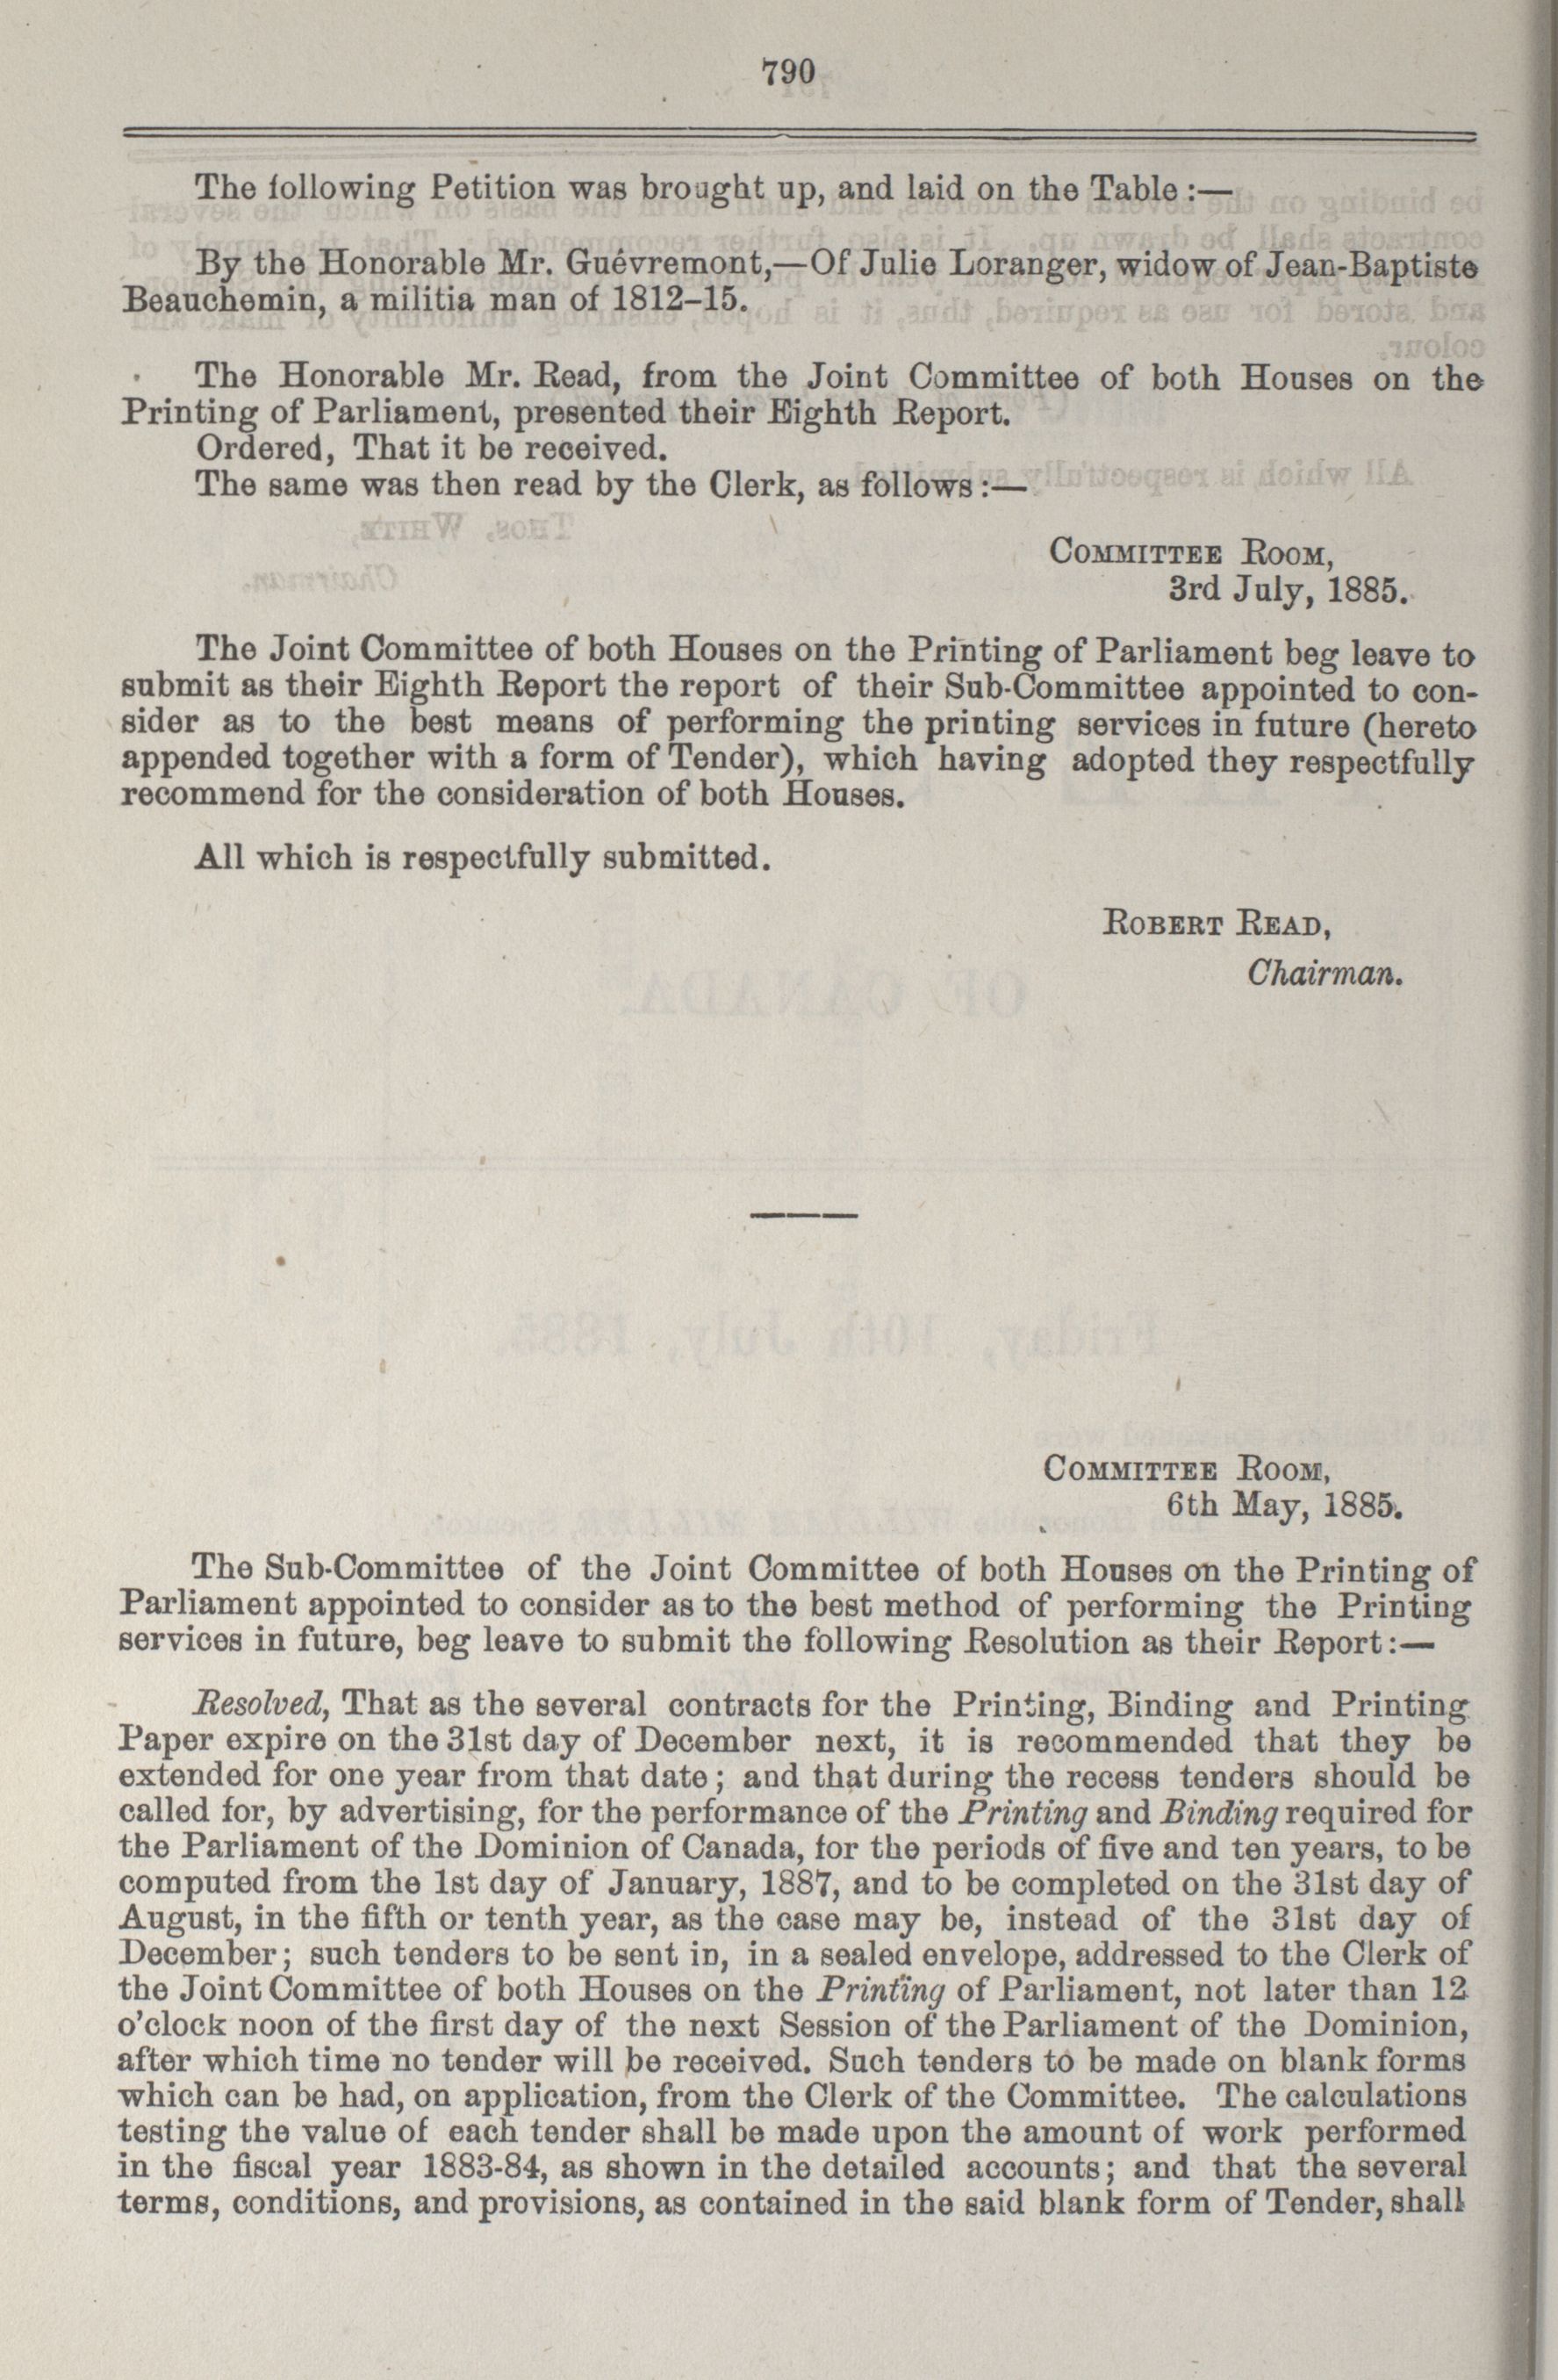 790
The following Petition was brought up, and laid on the Table :—
By the Honorable Mr. Guévremont,—Of Julie Loranger, widow of Jean-Baptiste
Beauchemin, a militia man of 1812–15.
The Honorable Mr. Read, from the Joint Committee of both Houses on the
Printing of Parliament, presented their Eighth Report.
Ordered, That it be received.
The same was then read by the Clerk, as follows :—
COMMITTEE ROOM,
3rd July, 1885.
The Joint Committee of both Houses on the Printing of Parliament beg leave to
submit as their Eighth Report the report of their Sub-Committee appointed to con-
sider as to the best means of performing the printing services in future (hereto
appended together with a form of Tender), which having adopted they respectfully
recommend for the consideration of both Houses.
All which is respectfully submitted.
ROBERT READ,
Chairman.
COMMITTEE ROOM,
6th May, 1885.
The Sub-Committee of the Joint Committee of both Houses on the Printing of
Parliament appointed to consider as to the best method of performing the Printing
services in future, beg leave to submit the following Resolution as their Report:—
Resolved, That as the several contracts for the Printing, Binding and Printing
Paper expire on the 31st day of December next, it is recommended that they be
extended for one year from that date; and that during the recess tenders should be
called for, by advertising, for the performance of the Printing and Binding required for
the Parliament of the Dominion of Canada, for the periods of five and ten years, to be
computed from the 1st day of January, 1887, and to be completed on the 31st day of
August, in the fifth or tenth year, as the case may be, instead of the 31st day of
December; such tenders to be sent in, in a sealed envelope, addressed to the Clerk of
the Joint Committee of both Houses on the Printing of Parliament, not later than 12
o'clock noon of the first day of the next Session of the Parliament of the Dominion,
after which time no tender will be received. Such tenders to be made on blank forms
which can be had, on application, from the Clerk of the Committee. The calculations
testing the value of each tender shall be made upon the amount of work performed
in the fiscal year 1883-84, as shown in the detailed accounts; and that the several
terms, conditions, and provisions, as contained in the said blank form of Tender, shall